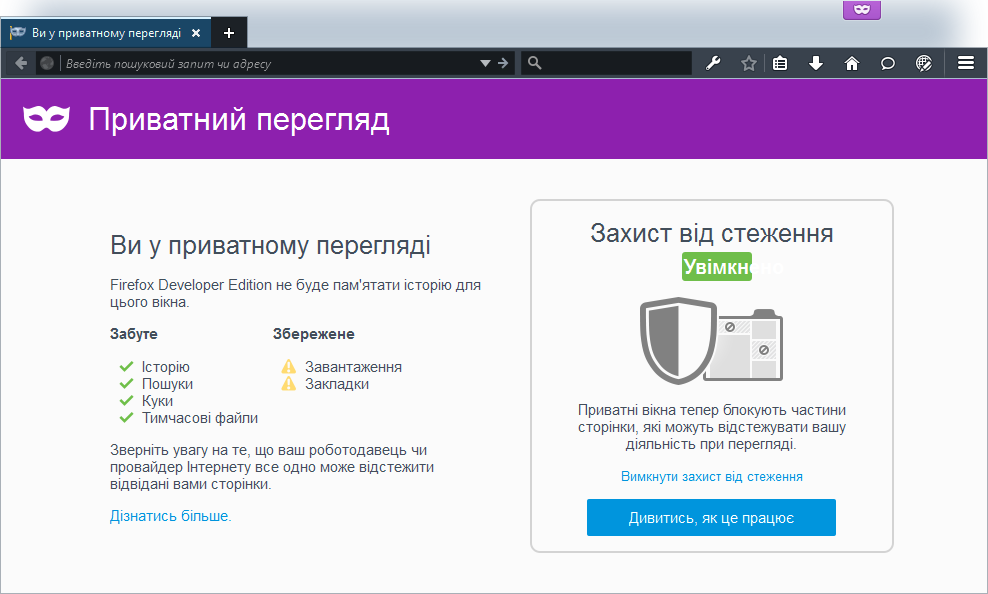 Ви у приватному перегляді
Введіть пошуковий запит чи адресу
Приватний перегляд
Ви у приватному перегляді
Firefox Developer Edition не буде пам'ятати історію для
цього вікна.
Забуте Збережене
Історію Завантаження
Пошуки Закладки
Куки
Тимчасові файли
Зверніть увагу на те, що ваш роботодавець чи
провайдер Інтернету все одно може відстежити
відвідані вами сторінки.
Дізнатись більше.
Захист від стеження
Увімкнено
Приватні вікна тепер блокують частини
сторінки, які можуть відстежувати вашу
діяльність при перегляді.
Вимкнути захист від стеження
Дивитись, як це працює